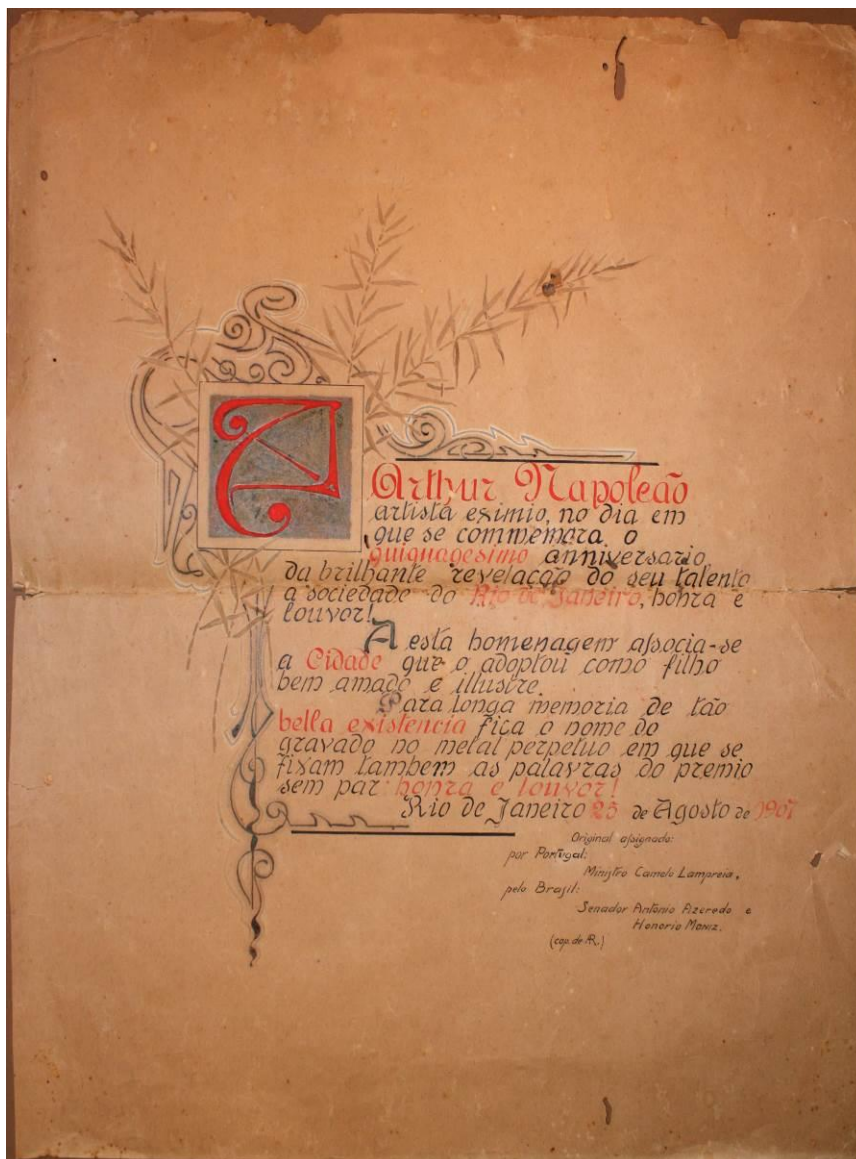 A
Arthur Napoleão
artista eximio, no dia em
que se commemora o
quiquagesimo anniversario
da brilhante revelação do seu talento
a sociedade do Rio de Janeiro, honra e
louvor!
A esta homenagem associa-se
a Cidade que o adoptou como filho
bem amado e illustre.
Para longa memoria de tão
bella existencia fica o nome do
gravado no metal perpetuo em que se
fixam tambem as palavras do premio
sem par: honra e louvor!
Rio de Janeiro 25 de Agosto de 1907
Original assignado:
por Portugal:
Ministro Camelo Lampreia,
pelo Brasil:
Senador António Azeredo e
Honorio Moniz.
(cop. de AR.)